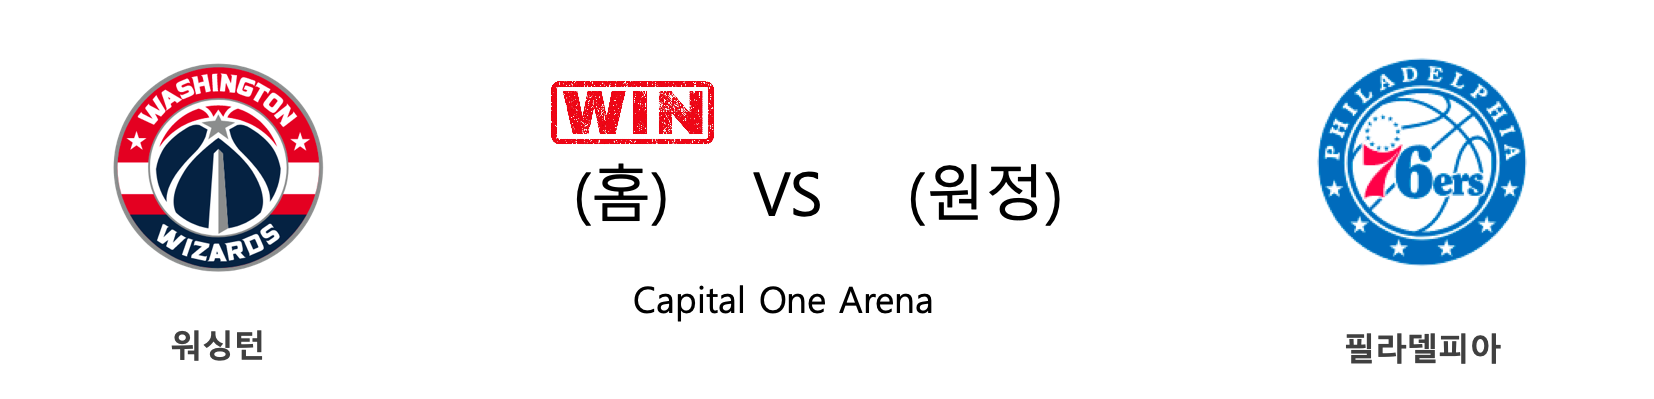 WASHINGTON
WIZARDS
워싱턴
WIN
(홈) VS (원정)
Capital One Arena
PHILADELPHIA
76ers
필라델피아